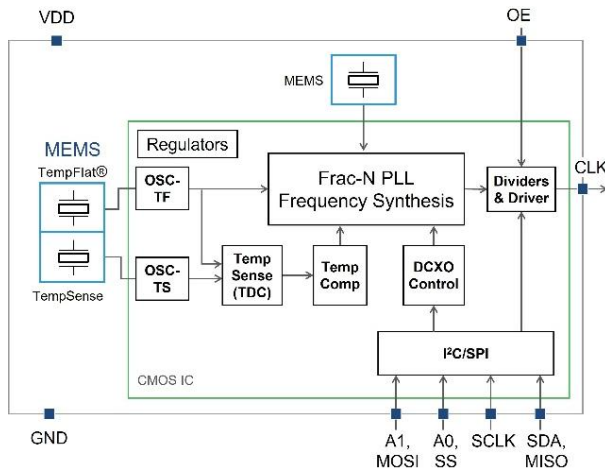 VDD
OE
MEMS
Regulators
MEMS
TempFlat®
OSC-
TF
Frac-N PLL
Frequency Synthesis
Dividers
& Driver
CLK
TempSense
OSC-
TS
Temp
Sense
(TDC)
Temp
Comp
DCXO
Control
I²C/SPI
CMOS IC
GND
A1,
MOSI
A0,
SS
SCLK
SDA,
MISO